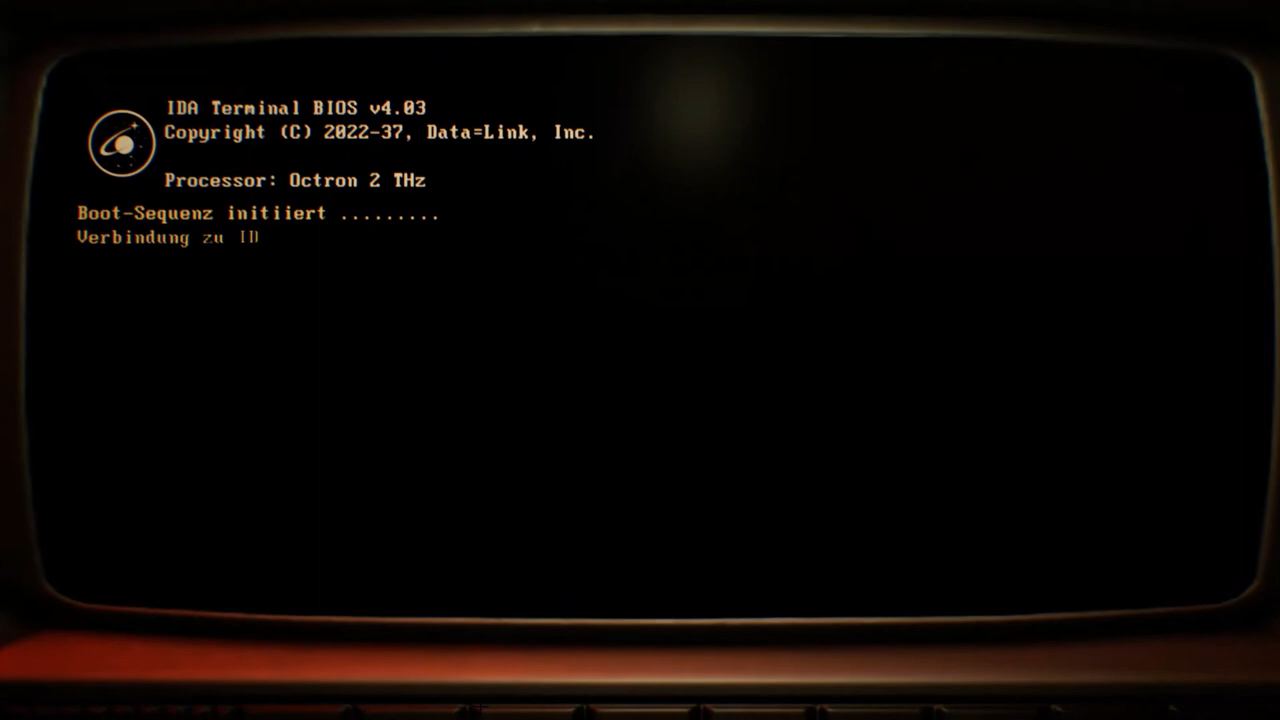 IDA Terminal BIOS v4.03
Copyright (C) 2022-37, Data=Link, Inc.
Processor: Octron 2 THz
Boot-Sequenz initiiert .........
Verbindung zu ID